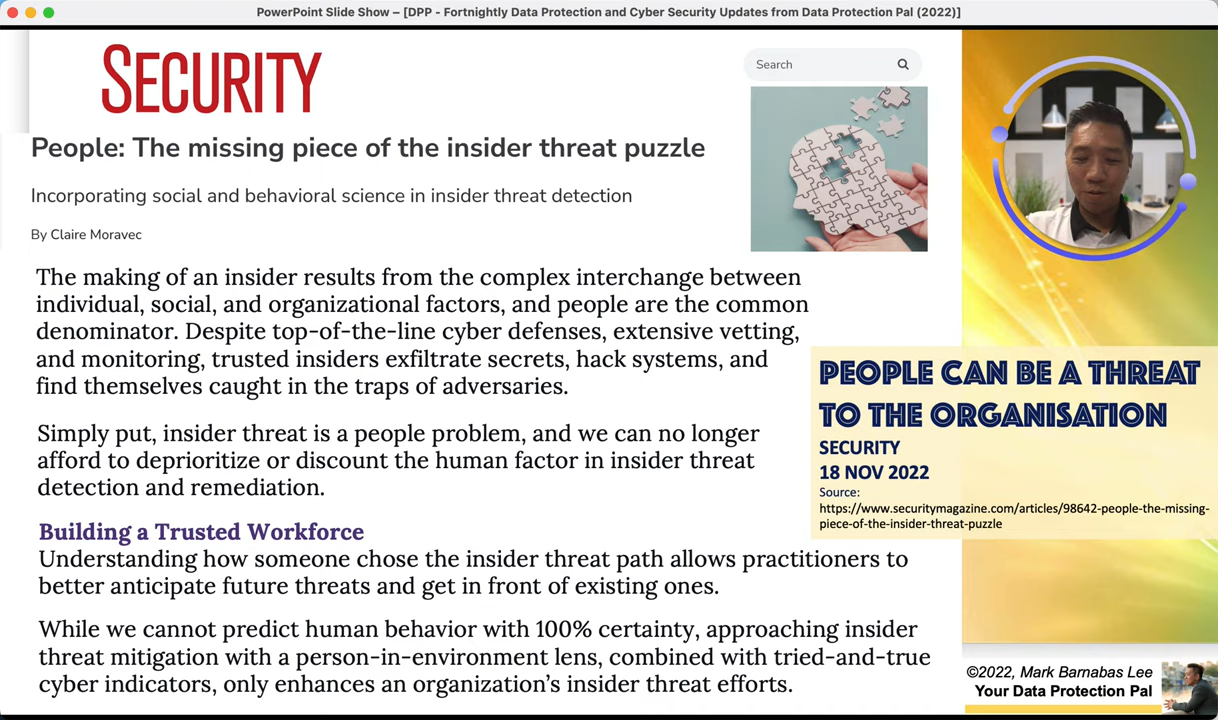 PowerPoint Slide Show – [DPP - Fortnightly Data Protection and Cyber Security Updates from Data Protection Pal (2022)]
SECURITY
Search
People: The missing piece of the insider threat puzzle
Incorporating social and behavioral science in insider threat detection
By Claire Moravec
The making of an insider results from the complex interchange between
individual, social, and organizational factors, and people are the common
denominator. Despite top-of-the-line cyber defenses, extensive vetting,
and monitoring, trusted insiders exfiltrate secrets, hack systems, and
find themselves caught in the traps of adversaries.
Simply put, insider threat is a people problem, and we can no longer
afford to deprioritize or discount the human factor in insider threat
detection and remediation.
Building a Trusted Workforce
Understanding how someone chose the insider threat path allows practitioners to
better anticipate future threats and get in front of existing ones.
While we cannot predict human behavior with 100% certainty, approaching insider
threat mitigation with a person-in-environment lens, combined with tried-and-true
cyber indicators, only enhances an organization's insider threat efforts.
PEOPLE CAN BE A THREAT
TO THE ORGANISATION
SECURITY
18 NOV 2022
Source:
https://www.securitymagazine.com/articles/98642-people-the-missing-
piece-of-the-insider-threat-puzzle
©2022, Mark Barnabas Lee
Your Data Protection Pal